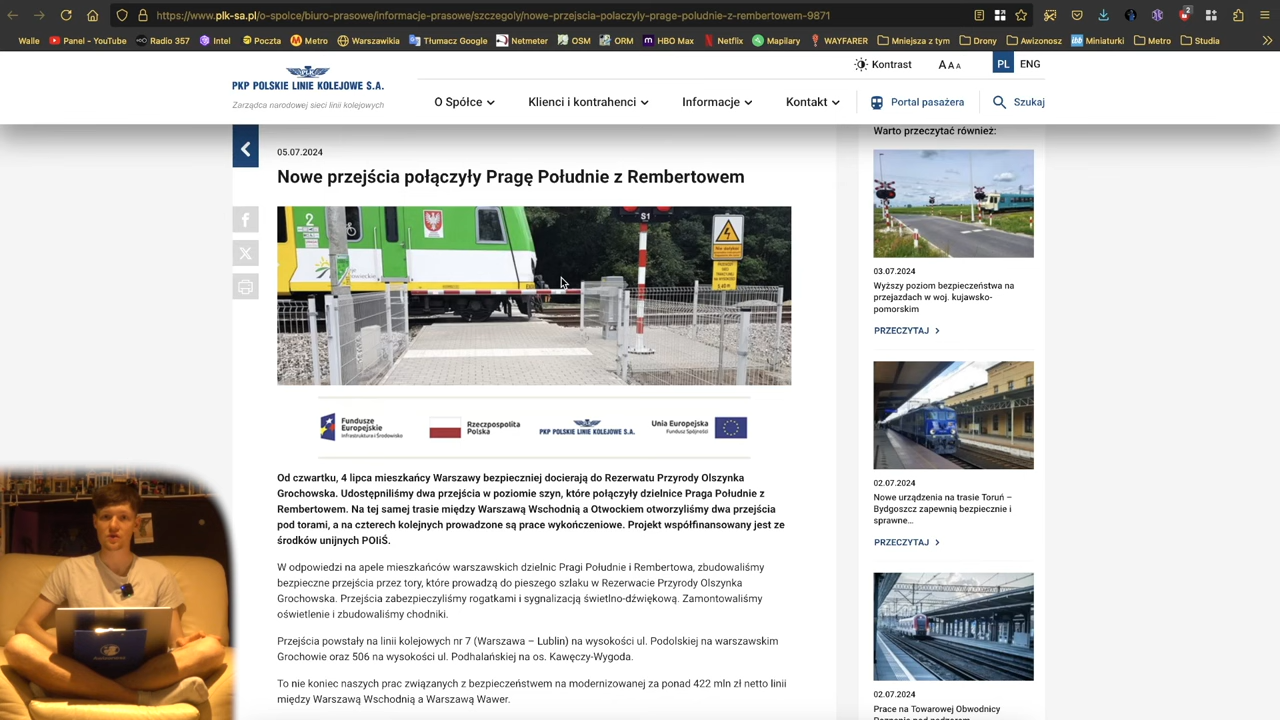 https://www.plk-sa.pl/o-spolce/biuro-prasowe/informacje-prasowe/szczegoly/nowe-przejscia-polaczyly-prage-poludnie-z-rembertowem-9871
2
Walle
Panel - YouTube
Radio 357
Intel
Poczta
Metro
Awizowarka
Tłumacz Google
Netmeter
OSM
ORM
HBO Max
Netflix
Mapilary
WAYFARER
Mniejsza z tym
Drony
Awizowanie
Miniaturki
Metro
Studia
PKP POLSKIE LINIE KOLEJOWE S.A.
Zarządca narodowej sieci linii kolejowych
Kontrast
A A A
PL
ENG
O Spółce
Klienci i kontrahenci
Informacje
Kontakt
Portal pasażera
Szukaj
05.07.2024
Nowe przejścia połączyły Pragę Południe z Rembertowem
2
S1
Fundusze
Europejskie
Infrastruktura i Środowisko
Rzeczpospolita
Polska
PKP POLSKIE LINIE KOLEJOWE S.A.
Unia Europejska
Fundusz Spójności
Od czwartku, 4 lipca mieszkańcy Warszawy bezpieczniej docierają do Rezerwatu Przyrody Olszynka
Grochowska. Udostępniliśmy dwa przejścia w poziomie szyn, które połączyły dzielnice Praga Południe z
Rembertowem. Na tej samej trasie między Warszawą Wschodnią a Otwockiem otworzyliśmy dwa przejścia
pod torami, a na czterech kolejnych prowadzone są prace wykończeniowe. Projekt współfinansowany jest ze
środków unijnych POIiŚ.
W odpowiedzi na apele mieszkańców warszawskich dzielnic Pragi Południe i Rembertowa, zbudowaliśmy
bezpieczne przejścia przez tory, które prowadzą do pieszego szlaku w Rezerwacie Przyrody Olszynka
Grochowska. Przejścia zabezpieczyliśmy rogatkami i sygnalizacją świetlno-dźwiękową. Zamontowaliśmy
oświetlenie i zbudowaliśmy chodniki.
Przejścia powstały na linii kolejowych nr 7 (Warszawa – Lublin) na wysokości ul. Podolskiej na warszawskim
Grochowie oraz 506 na wysokości ul. Podhalańskiej na os. Kawęczy-Wygoda.
To nie koniec naszych prac związanych z bezpieczeństwem na modernizowanej za ponad 422 mln zł netto linii
między Warszawą Wschodnią a Warszawą Wawer.
Warto przeczytać również:
03.07.2024
Wyższy poziom bezpieczeństwa na
przejazdach w woj. kujawsko-
pomorskim
PRZECZYTAJ
02.07.2024
Nowe urządzenia na trasie Toruń –
Bydgoszcz zapewnią bezpiecznie i
sprawne...
PRZECZYTAJ
02.07.2024
Prace na Towarowej Obwodnicy